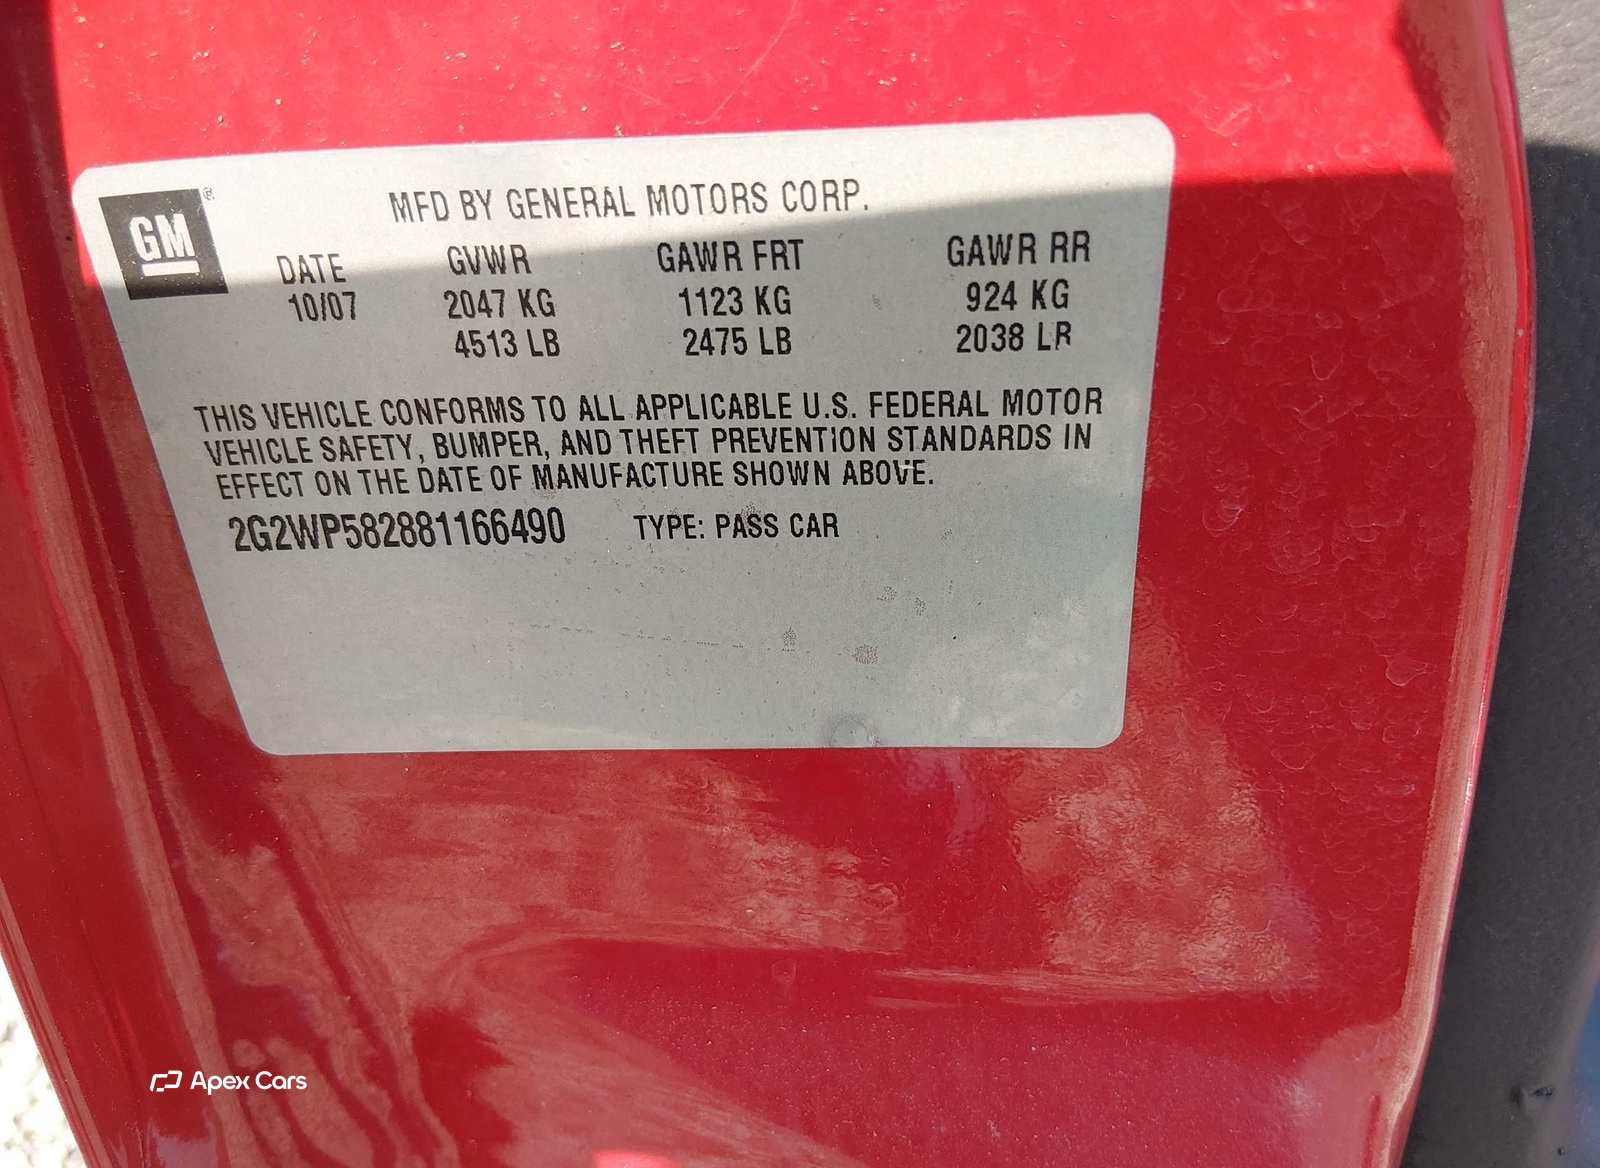 GM ®
MFD BY GENERAL MOTORS CORP.
DATE GVWR GAWR FRT GAWR RR
10/07 2047 KG 1123 KG 924 KG
4513 LB 2475 LB 2038 LB
THIS VEHICLE CONFORMS TO ALL APPLICABLE U.S. FEDERAL MOTOR
VEHICLE SAFETY, BUMPER, AND THEFT PREVENTION STANDARDS IN
EFFECT ON THE DATE OF MANUFACTURE SHOWN ABOVE.
2G2WP582881166490 TYPE: PASS CAR
Apex Cars